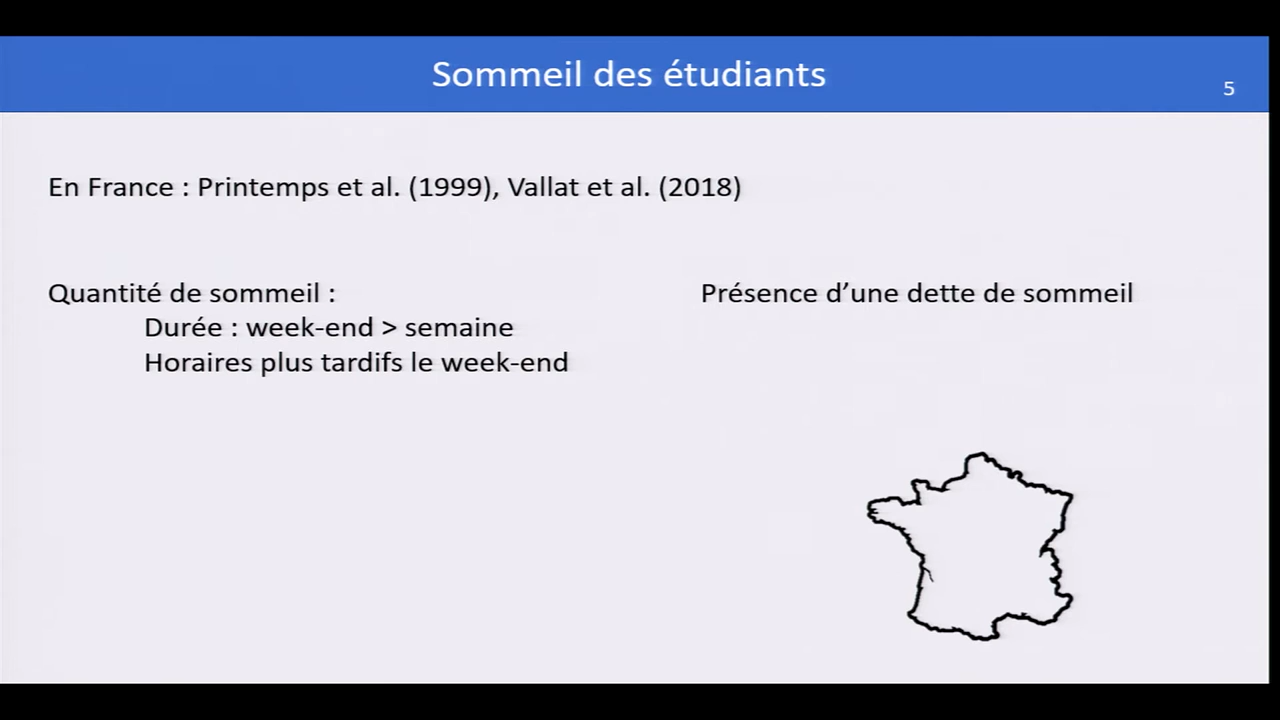 Sommeil des étudiants
5
En France : Printemps et al. (1999), Vallat et al. (2018)
Quantité de sommeil :
Durée : week-end > semaine
Horaires plus tardifs le week-end
Présence d’une dette de sommeil